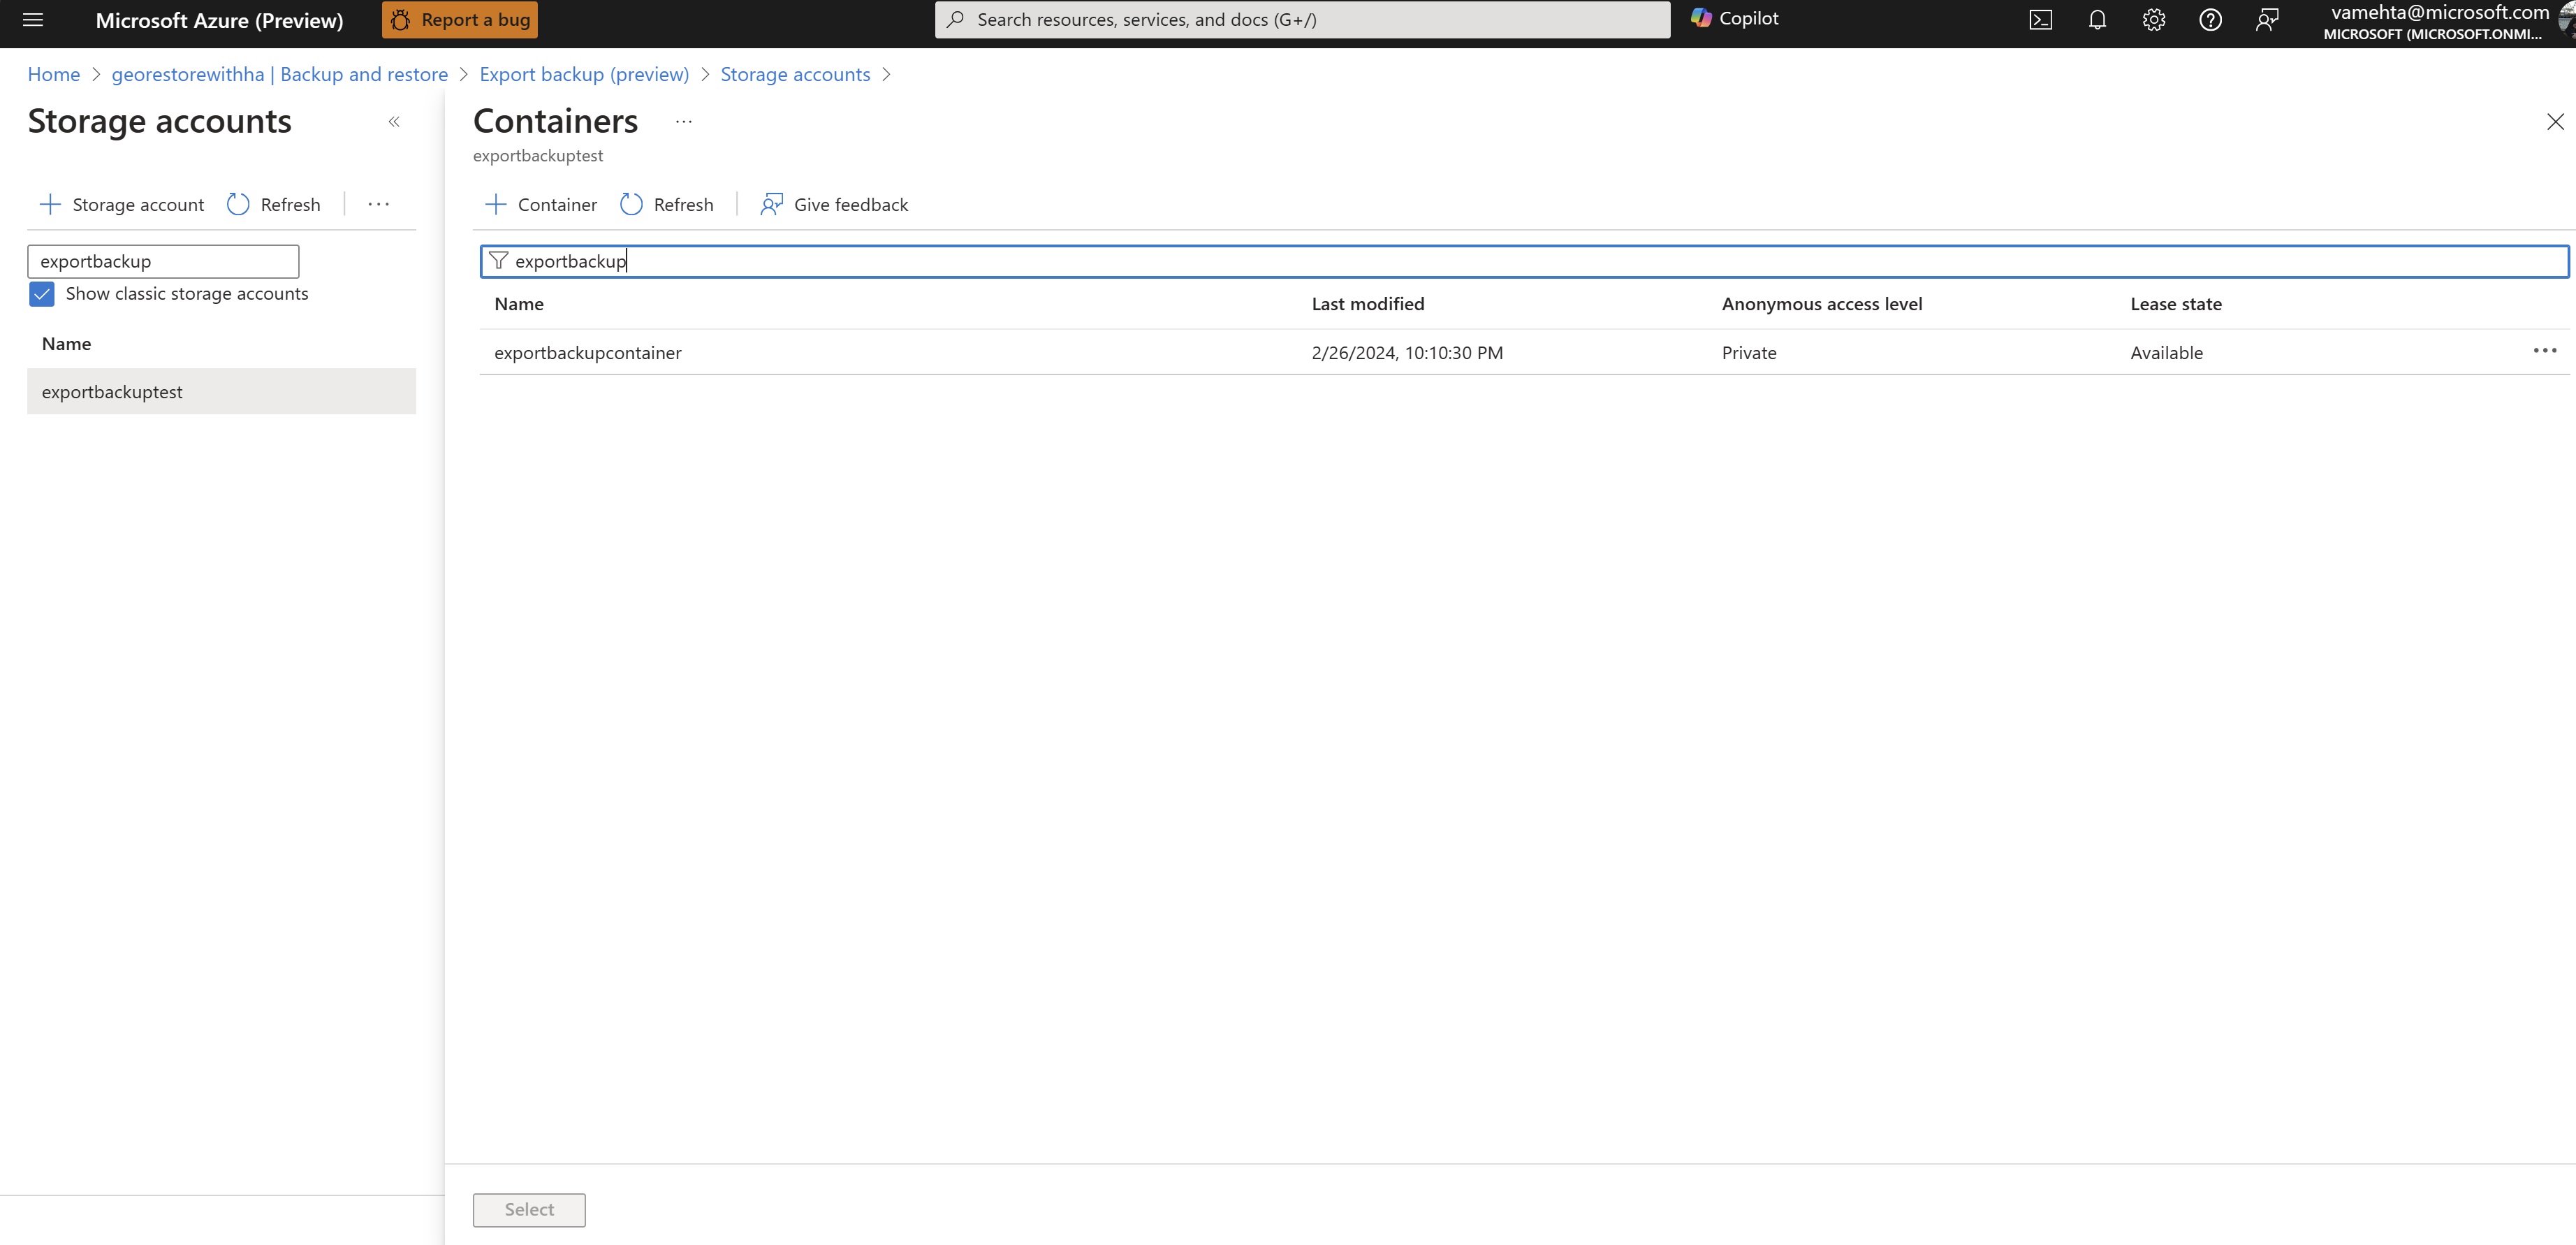 Microsoft Azure (Preview)
Report a bug
Search resources, services, and docs (G+/)
Copilot
vamehta@microsoft.com
MICROSOFT (MICROSOFT.ONMI...
Home > georestorewithha | Backup and restore > Export backup (preview) > Storage accounts >
Storage accounts
Containers
exportbackuptest
Storage account
Refresh
Container
Refresh
Give feedback
exportbackup
exportbackup
Show classic storage accounts
Name
exportbackuptest
Name Last modified Anonymous access level Lease state
exportbackupcontainer 2/26/2024, 10:10:30 PM Private Available
Select